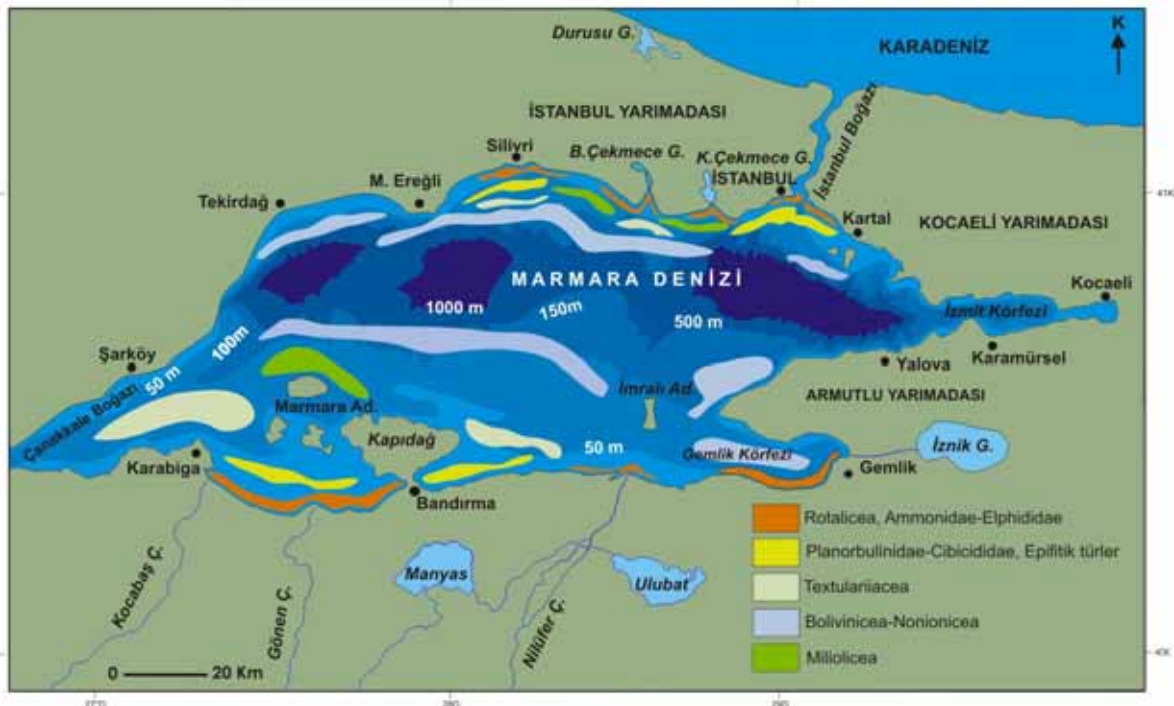 Durusu G.
KARADENİZ
K
İSTANBUL YARIMADASI
İstanbul Boğazı
Silivri
B.Çekmece G.
K.Çekmece G.
İSTANBUL
41K
M. Ereğli
Tekirdağ
Kartal
KOCAELİ YARIMADASI
MARMARA DENİZİ
Kocaeli
1000 m
150m
500 m
İzmit Körfezi
100m
Şarköy
50 m
Yalova
Karamürsel
İmralı Ad.
ARMUTLU YARIMADASI
Çanakkale Boğazı
Marmara Ad.
Kapıdağ
50 m
Gemlik Körfezi
İznik G.
Karabiga
Gemlik
Bandırma
Rotalicea, Ammonidae-Elphididae
Planorbulinidae-Cibicididae, Epifitik türler
Textulariiacea
Bolivinicea-Nonionicea
Miliolicea
Manyas
Ulubat
Kocabaş Ç.
Gönen Ç.
Nilüfer Ç.
0 20 Km
40K